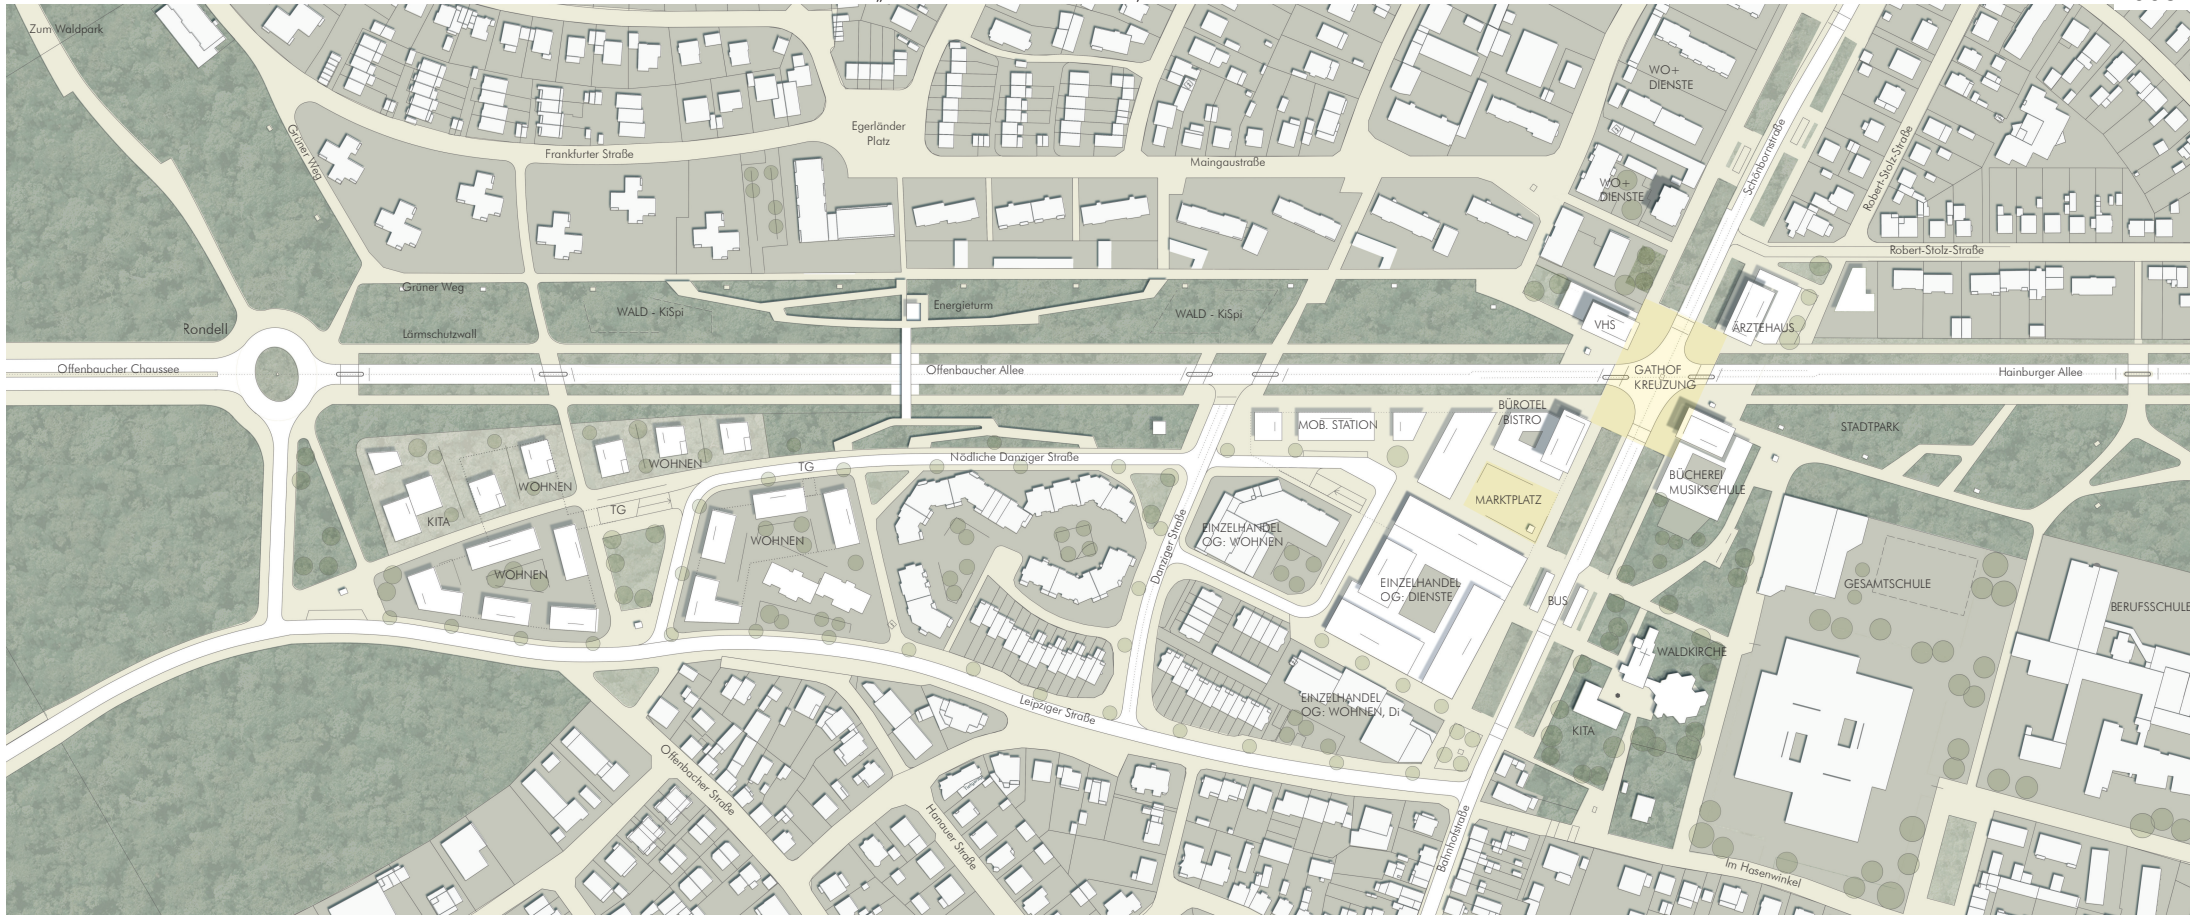 Zum Waldpark
WO+
DIENSTE
Egerländer
Platz
Schönbornstraße
Robert-Stolz-Straße
Grüner Weg
Frankfurter Straße
Maingaustraße
WO+
DIENSTE
Robert-Stolz-Straße
Grüner Weg
Energieturm
WALD - KiSpi
WALD - KiSpi
Rondell
Lärmschutzwall
VHS
ÄRZTEHAUS
Offenbaucher Chaussee
Offenbaucher Allee
GATHOF
KREUZUNG
Hainburger Allee
BÜROTEL
/BISTRO
MOB. STATION
STADTPARK
Nödliche Danziger Straße
WOHNEN
TG
WOHNEN
BÜCHEREI
MUSIKSCHULE
MARKTPLATZ
TG
KITA
EINZELHANDEL
OG: WOHNEN
WOHNEN
Danziger Straße
WOHNEN
EINZELHANDEL
OG: DIENSTE
GESAMTSCHULE
BUS
BERUFSSCHULE
WALDKIRCHE
EINZELHANDEL
OG: WOHNEN, Di
Leipziger Straße
KITA
Offenbacher Straße
Hanauer Straße
Bahnhofstraße
Im Hasenwinkel